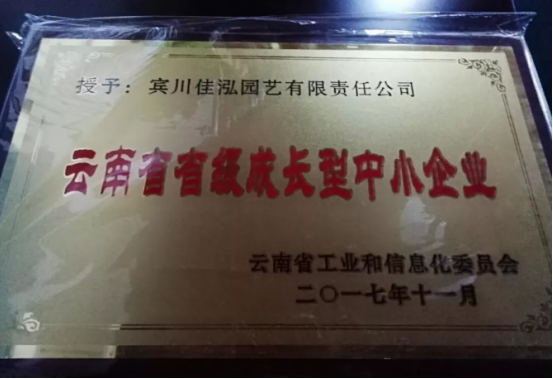 授予：宾川佳泓园艺有限责任公司
云南省省级成长型中小企业
云南省工业和信息化委员会
二〇一七年十一月